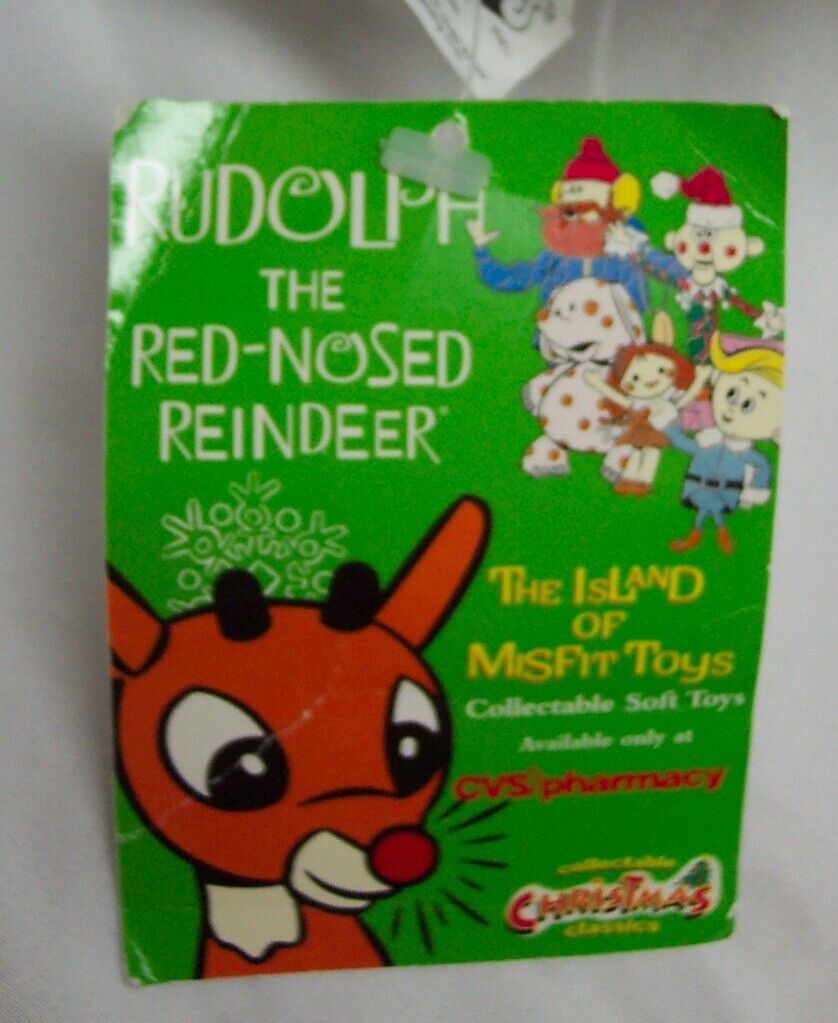 RUDOLPH
THE
RED-NOSED
REINDEER®
THE ISLAND
OF
MISFIT TOYS
Collectable Soft Toys
Available only at
CVS/pharmacy
collectable
CHRISTMAS
classics